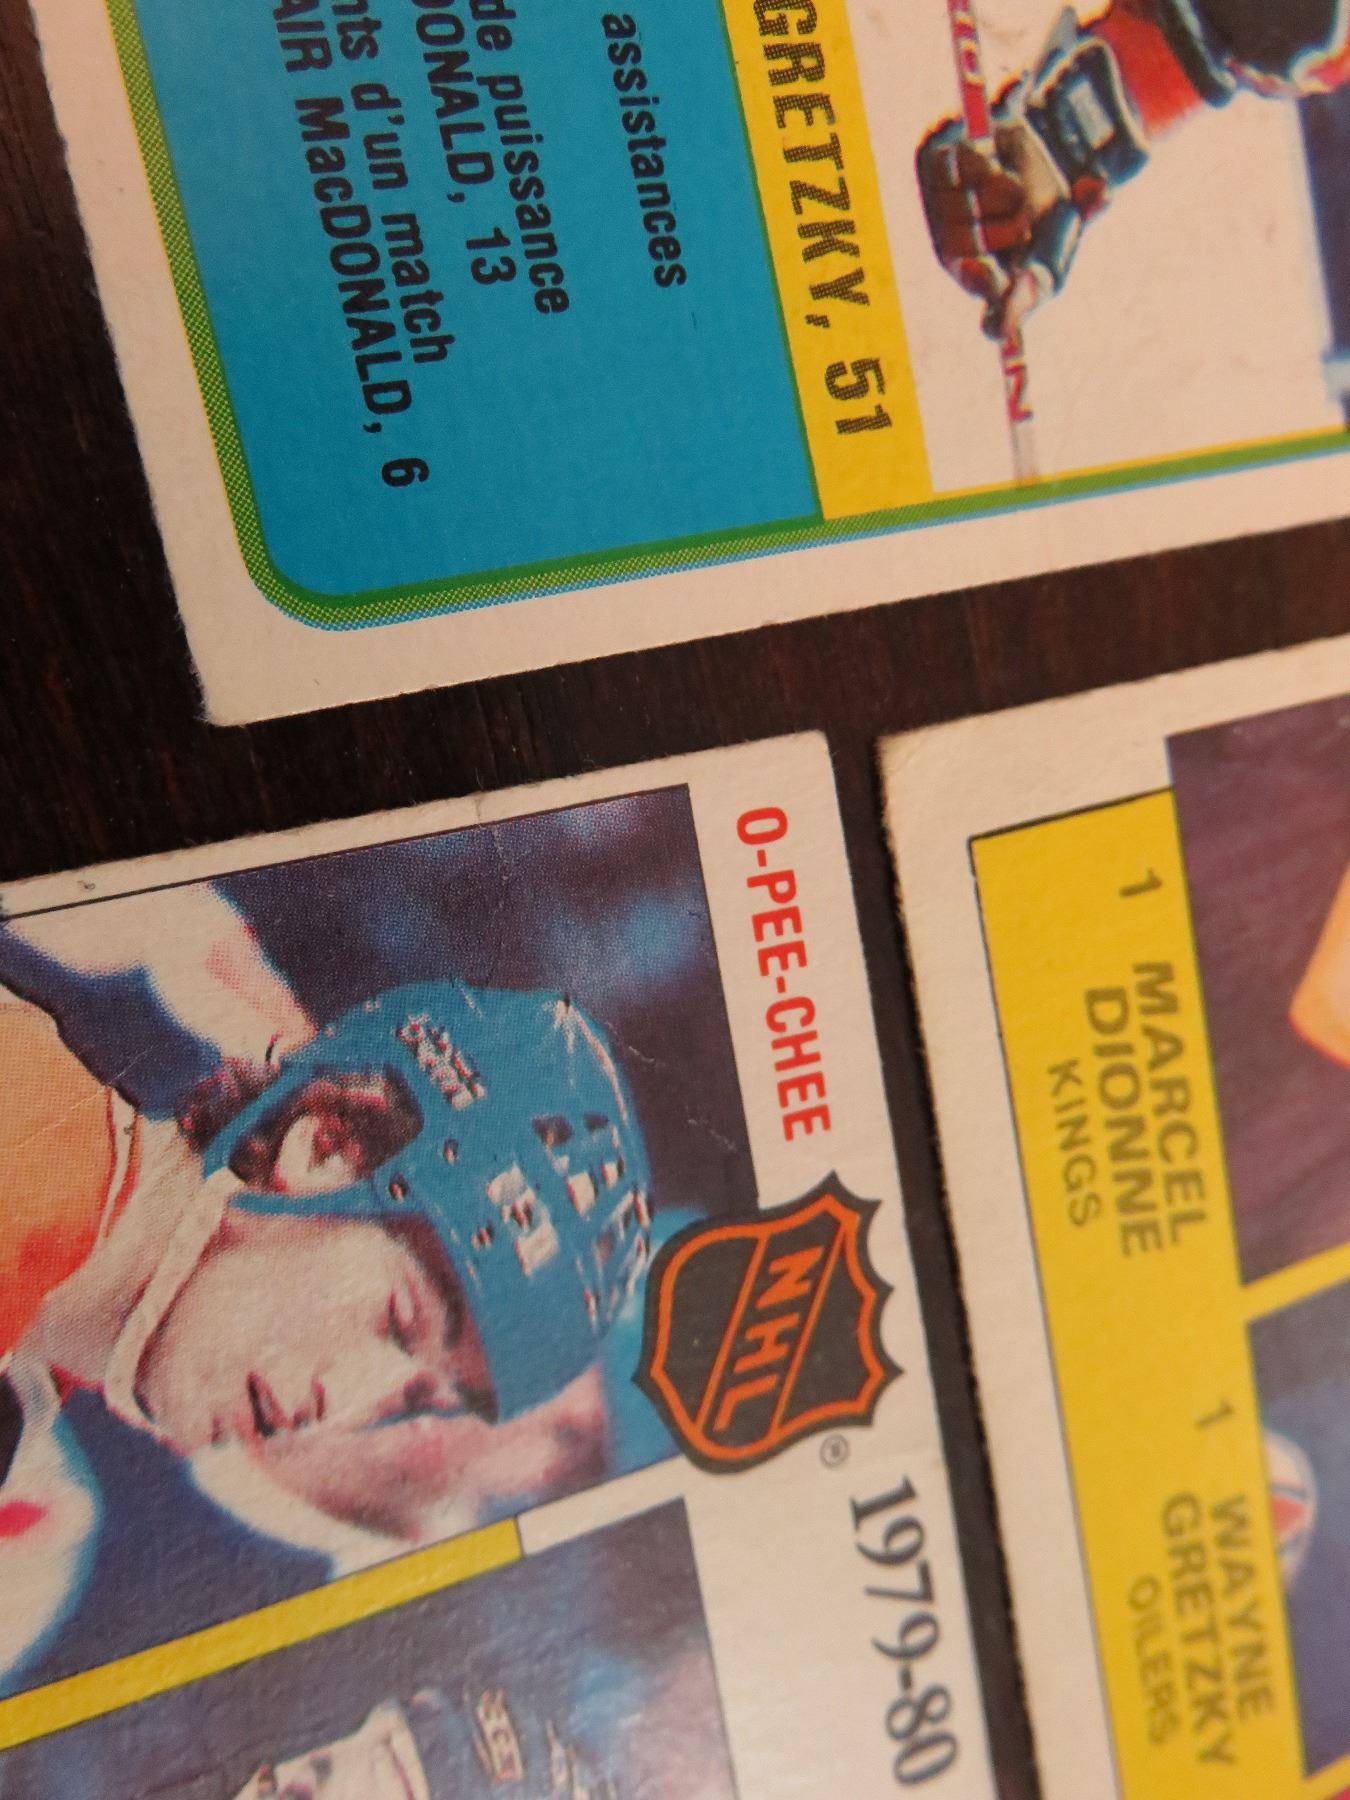 GRETZKY, 51
assistances
de puissance
DONALD, 13
nts d'un match
AIR MacDONALD, 6
O-PEE-CHEE
NHL
®
1979-80
1 MARCEL
DIONNE
KINGS
1 WAYNE
GRETZKY
OILERS